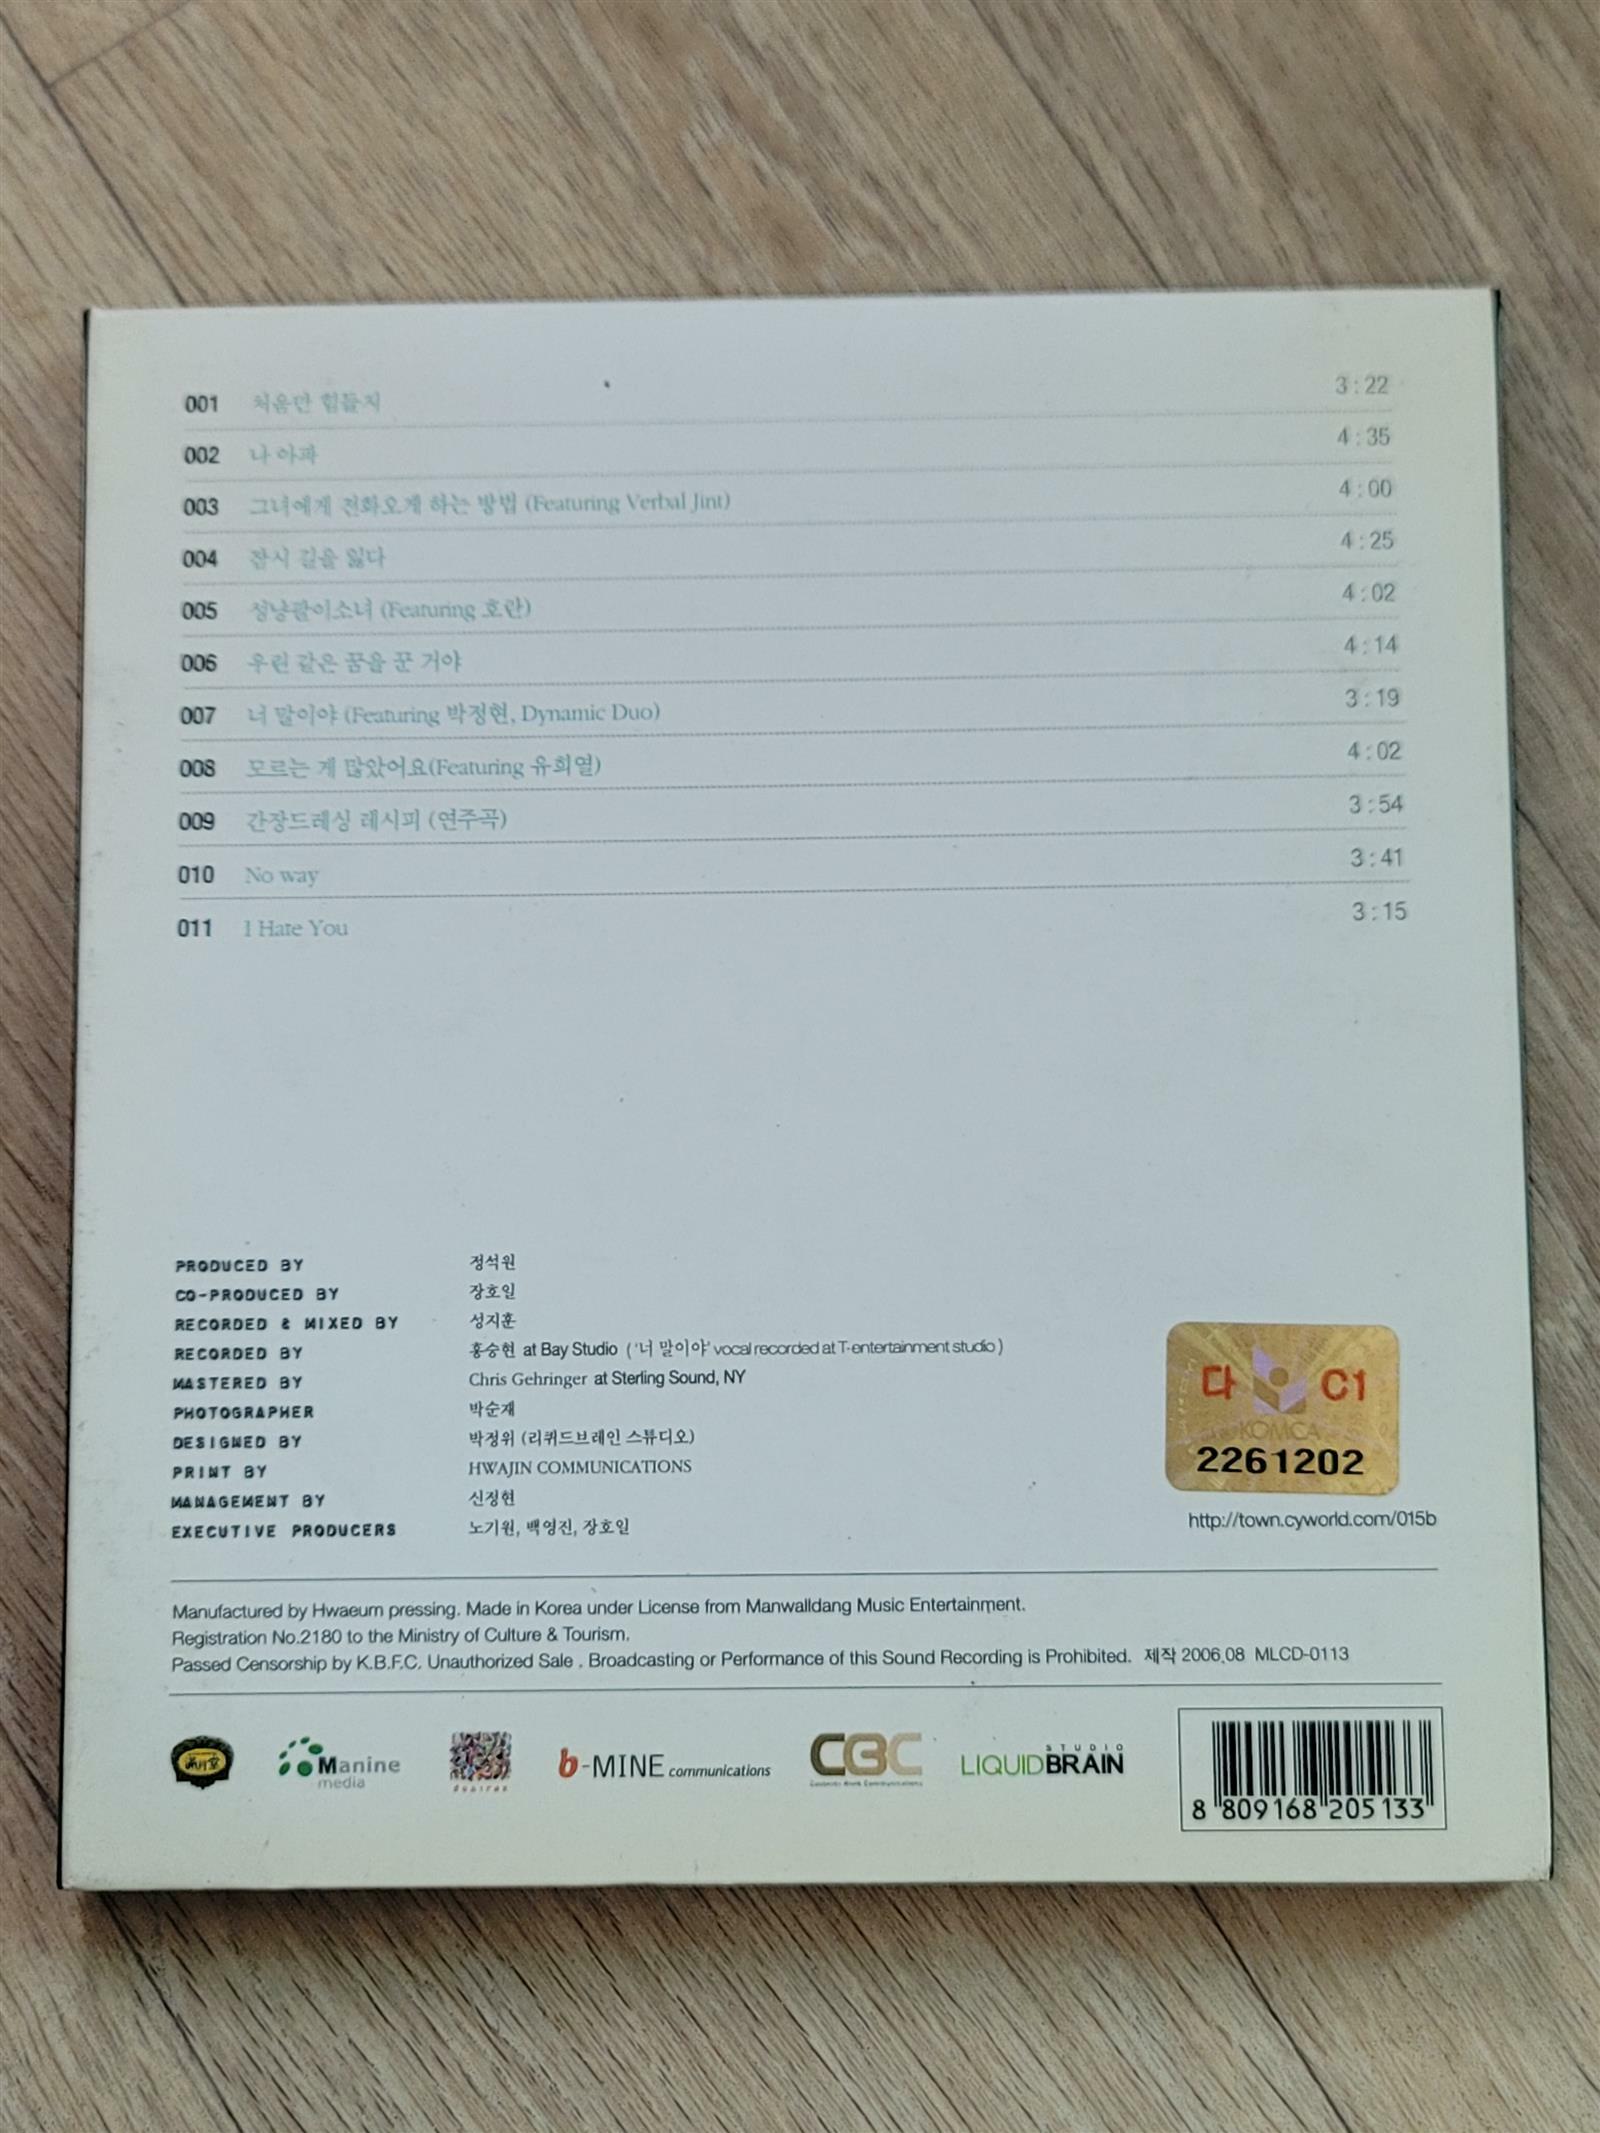 001 처음만 힘들지 3:22
002 나 아파 4:35
003 그녀에게 전화오게 하는 방법 (Featuring Verbal Jint) 4:00
004 잠시 길을 잃다 4:25
005 성냥팔이소녀 (Featuring 호란) 4:02
006 우린 같은 꿈을 꾼 거야 4:14
007 너 말이야 (Featuring 박정현, Dynamic Duo) 3:19
008 모르는 게 많았어요(Featuring 유희열) 4:02
009 간장드레싱 레시피 (연주곡) 3:54
010 No way 3:41
011 I Hate You 3:15
PRODUCED BY 정석원
CO-PRODUCED BY 장호일
RECORDED & MIXED BY 성지훈
RECORDED BY 홍승현 at Bay Studio ( '너 말이야' vocal recorded at T-entertainment studio )
MASTERED BY Chris Gehringer at Sterling Sound, NY
PHOTOGRAPHER 박순재
DESIGNED BY 박정위 (리퀴드브레인 스튜디오)
PRINT BY HWAJIN COMMUNICATIONS
MANAGEMENT BY 신정현
EXECUTIVE PRODUCERS 노기원, 백영진, 장호일
다 C1
KOMCA
2261202
http://town.cyworld.com/015b
Manufactured by Hwaeum pressing. Made in Korea under License from Manwalldang Music Entertainment.
Registration No.2180 to the Ministry of Culture & Tourism.
Passed Censorship by K.B.F.C. Unauthorized Sale . Broadcasting or Performance of this Sound Recording is Prohibited. 제작 2006.08 MLCD-0113
Manine
media
b-MINE communications
CBC
STUDIO
LIQUIDBRAIN
8 809168 205133